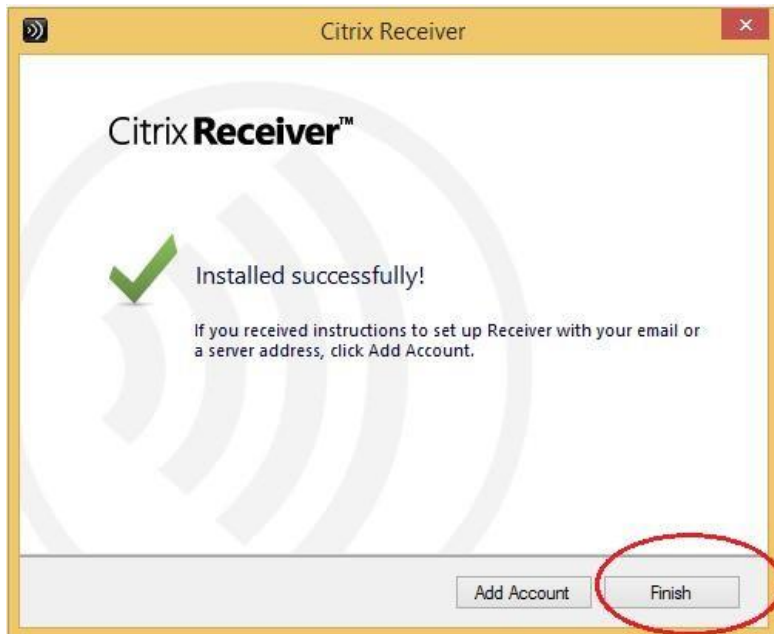 Citrix Receiver
Citrix Receiver™
Installed successfully!
If you received instructions to set up Receiver with your email or
a server address, click Add Account.
Add Account
Finish